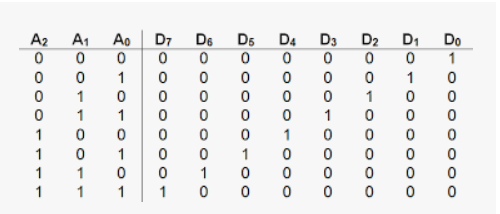 A₂ A₁ A₀ D₇ D₆ D₅ D₄ D₃ D₂ D₁ D₀
0 0 0 0 0 0 0 0 0 0 1
0 0 1 0 0 0 0 0 0 1 0
0 1 0 0 0 0 0 0 1 0 0
0 1 1 0 0 0 0 1 0 0 0
1 0 0 0 0 0 1 0 0 0 0
1 0 1 0 0 1 0 0 0 0 0
1 1 0 0 1 0 0 0 0 0 0
1 1 1 1 0 0 0 0 0 0 0